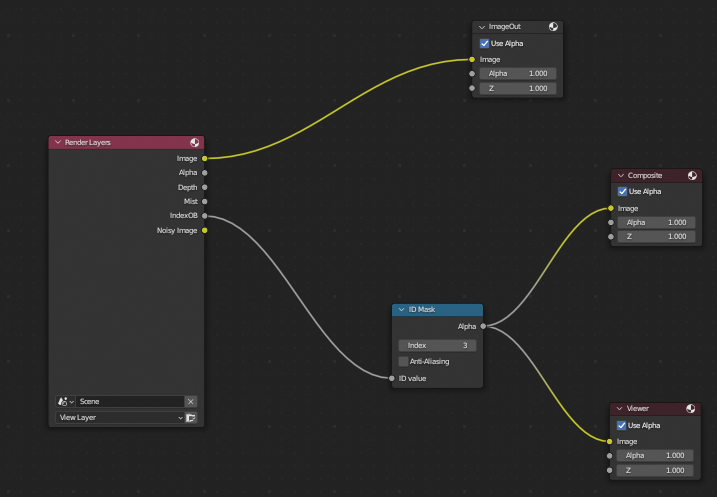 ImageOut
Use Alpha
Image
Alpha 1.000
Z 1.000
Render Layers
Image
Alpha
Depth
Mist
IndexOB
Noisy Image
Scene
View Layer
ID Mask
Alpha
Index 3
Anti-Aliasing
ID value
Composite
Use Alpha
Image
Alpha 1.000
Z 1.000
Viewer
Use Alpha
Image
Alpha 1.000
Z 1.000